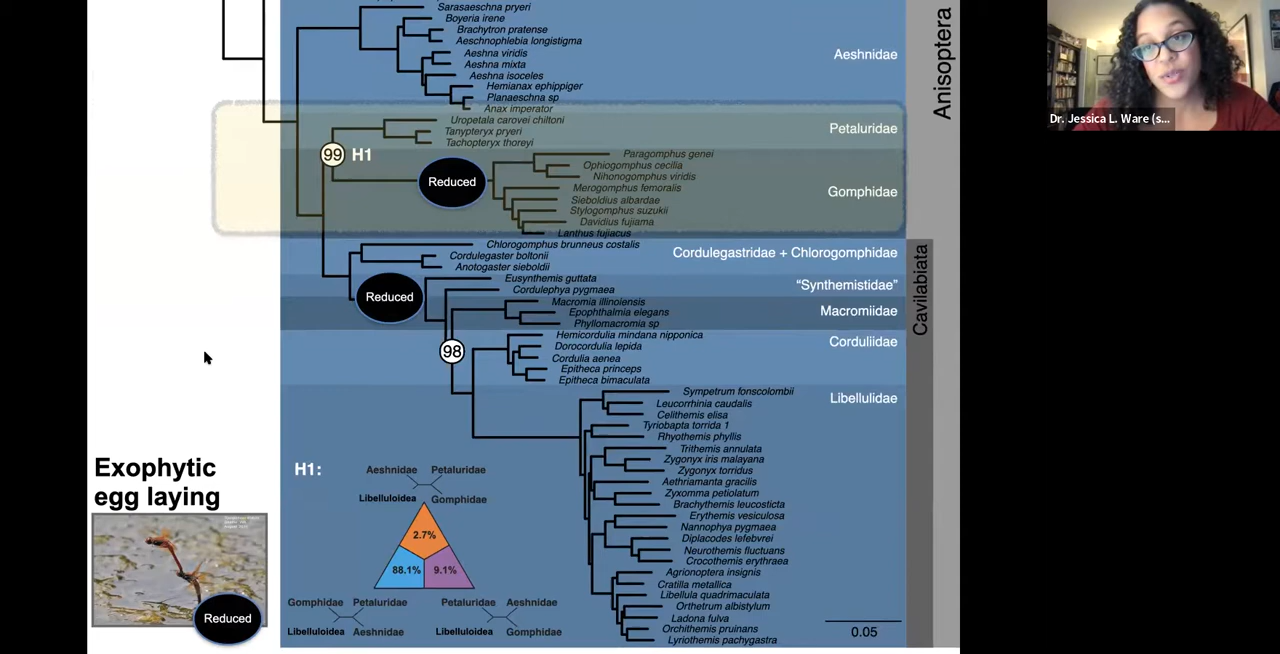 Sarasaeschna pryeri
Boyeria irene
Brachytron pratense
Aeschnophlebia longistigma
Aeshna viridis
Aeshna mixta
Aeshna isoceles
Hemianax ephippiger
Planaeschna sp
Anax imperator
Aeshnidae
Anisoptera
Dr. Jessica L. Ware (s...
Uropetala carovei chiltoni
Tanypteryx pryeri
Tachopteryx thoreyi
Petaluridae
99 H1
Reduced
Paragomphus genei
Ophiogomphus cecilia
Nihonogomphus viridis
Merogomphus femoralis
Sieboldius albardae
Stylogomphus suzukii
Davidius fujiama
Lanthus fujiacus
Gomphidae
Chlorogomphus brunneus costalis
Cordulegaster boltonii
Anotogaster sieboldii
Cordulegastridae + Chlorogomphidae
Cavilabiata
Reduced
Eusynthemis guttata
Cordulephya pygmaea
“Synthemistidae”
Macromia illinoiensis
Epophthalmia elegans
Phyllomacromia sp
Macromiidae
98
Hemicordulia mindana nipponica
Dorocordulia lepida
Cordulia aenea
Epitheca princeps
Epitheca bimaculata
Corduliidae
Sympetrum fonscolombii
Leucorrhinia caudalis
Celithemis elisa
Tyriobapta torrida 1
Rhyothemis phyllis
Trithemis annulata
Zygonyx iris malayana
Zygonyx torridus
Aethriamanta gracilis
Zyxomma petiolatum
Brachythemis leucosticta
Erythemis vesiculosa
Nannophya pygmaea
Diplacodes lefebvrei
Neurothemis fluctuans
Crocothemis erythraea
Agrionoptera insignis
Cratilla metallica
Libellula quadrimaculata
Orthetrum albistylum
Ladona fulva
Orchithemis pruinans
Lyriothemis pachygastra
Libellulidae
0.05
Exophytic
egg laying
Reduced
H1:
Aeshnidae Petaluridae
Libelluloidea Gomphidae
2.7%
88.1% 9.1%
Gomphidae Petaluridae
Libelluloidea Aeshnidae
Petaluridae Aeshnidae
Libelluloidea Gomphidae